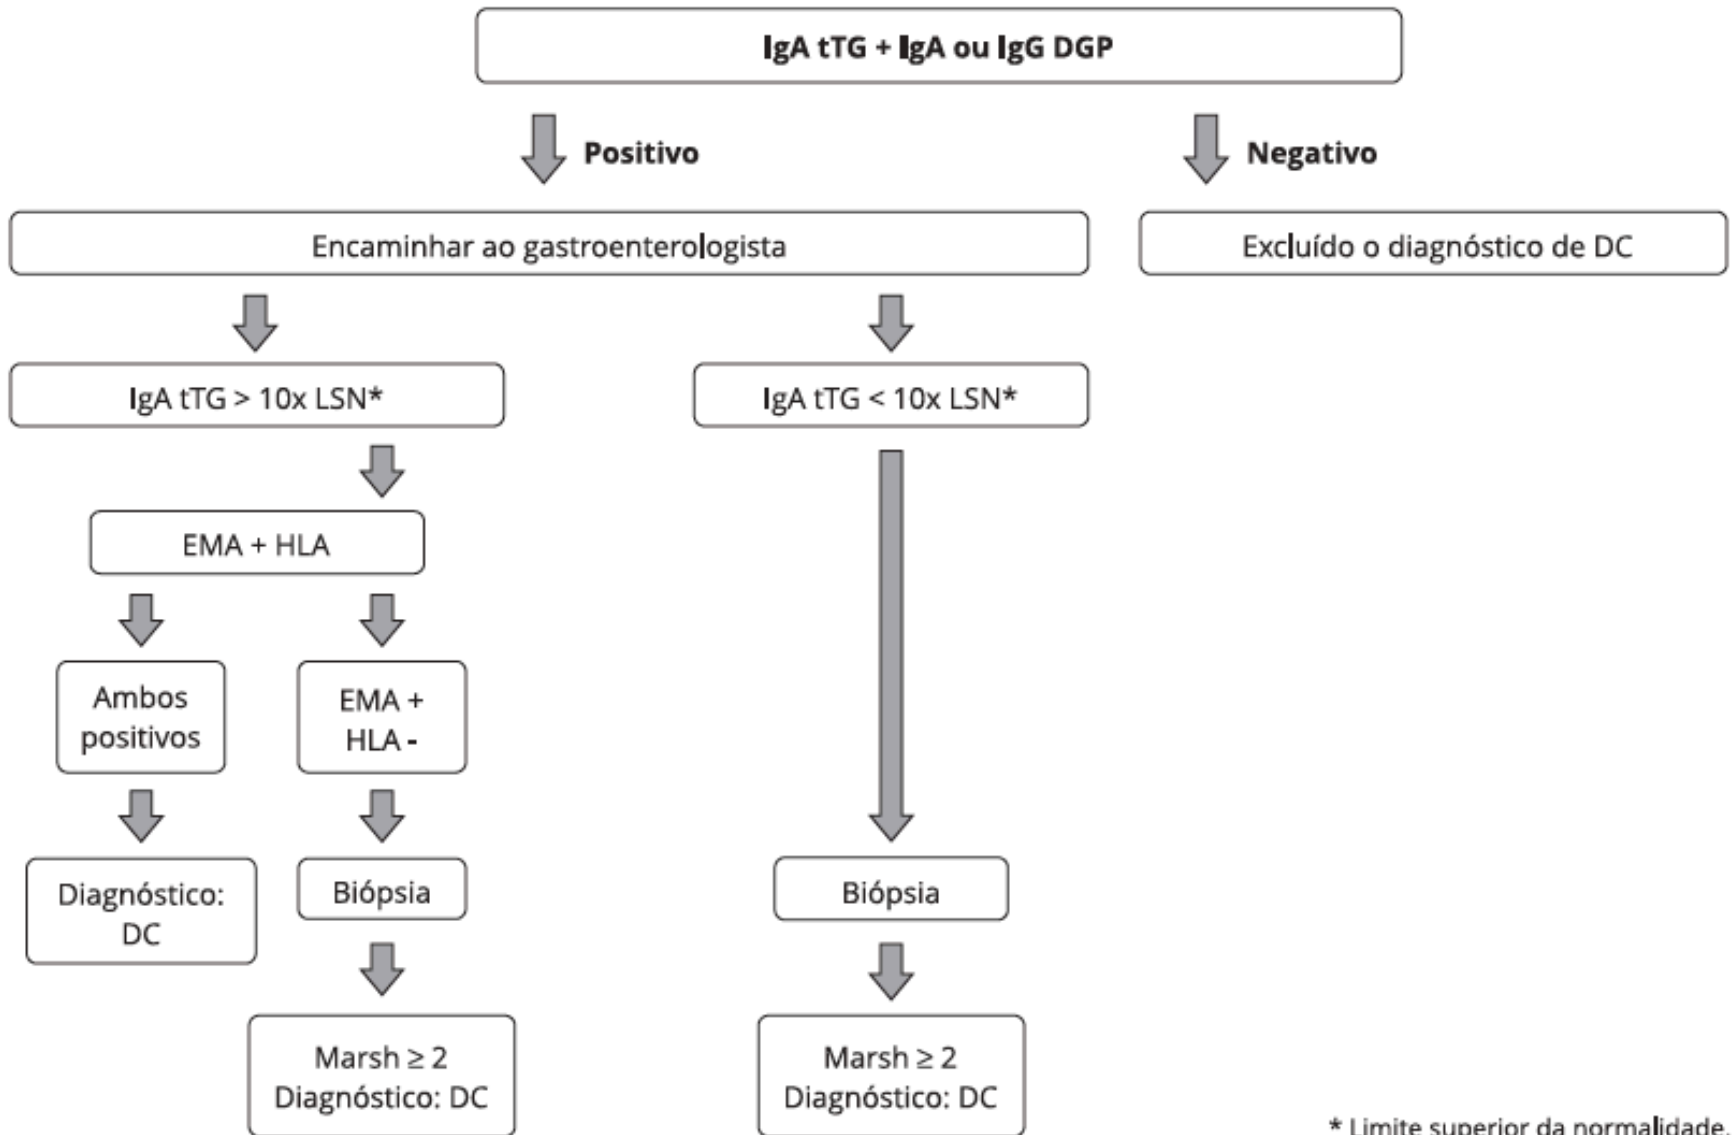 IgA tTG + IgA ou IgG DGP
Positivo
Negativo
Encaminhar ao gastroenterologista
Excluído o diagnóstico de DC
IgA tTG > 10x LSN*
IgA tTG < 10x LSN*
EMA + HLA
Ambos
positivos
EMA +
HLA -
Diagnóstico:
DC
Biópsia
Biópsia
Marsh ≥ 2
Diagnóstico: DC
Marsh ≥ 2
Diagnóstico: DC
* Limite superior da normalidade.